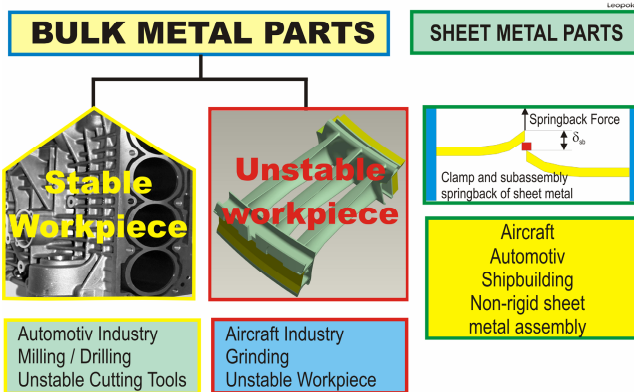 Leopold
BULK METAL PARTS
SHEET METAL PARTS
Stable
Workpiece
Unstable
workpiece
Springback Force
δsb
Clamp and subassembly
springback of sheet metal
Aircraft
Automotiv
Shipbuilding
Non-rigid sheet
metal assembly
Automotiv Industry
Milling / Drilling
Unstable Cutting Tools
Aircraft Industry
Grinding
Unstable Workpiece